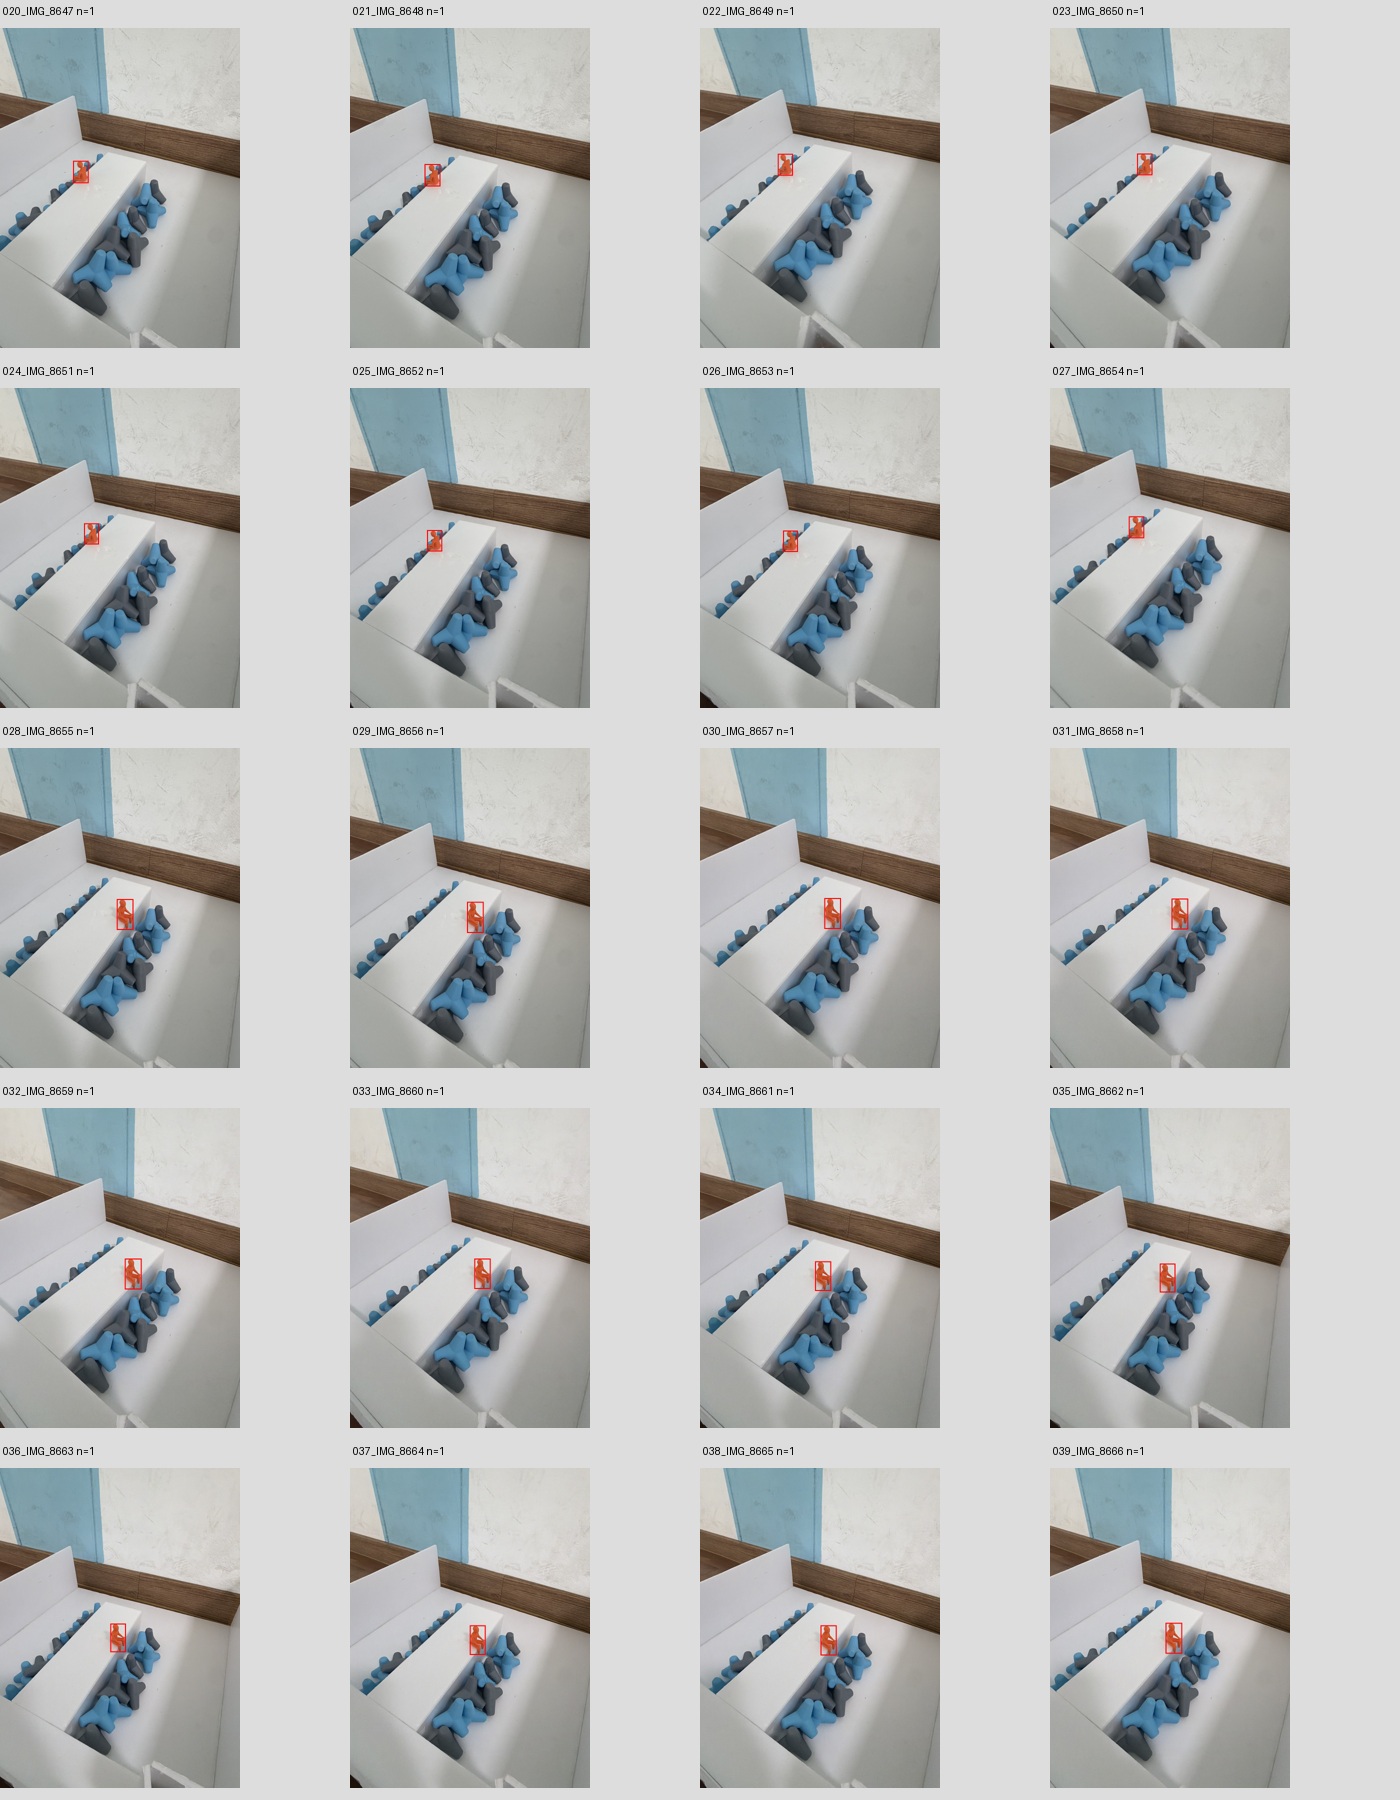 020_IMG_8647 n=1
021_IMG_8648 n=1
022_IMG_8649 n=1
023_IMG_8650 n=1
024_IMG_8651 n=1
025_IMG_8652 n=1
026_IMG_8653 n=1
027_IMG_8654 n=1
028_IMG_8655 n=1
029_IMG_8656 n=1
030_IMG_8657 n=1
031_IMG_8658 n=1
032_IMG_8659 n=1
033_IMG_8660 n=1
034_IMG_8661 n=1
035_IMG_8662 n=1
036_IMG_8663 n=1
037_IMG_8664 n=1
038_IMG_8665 n=1
039_IMG_8666 n=1